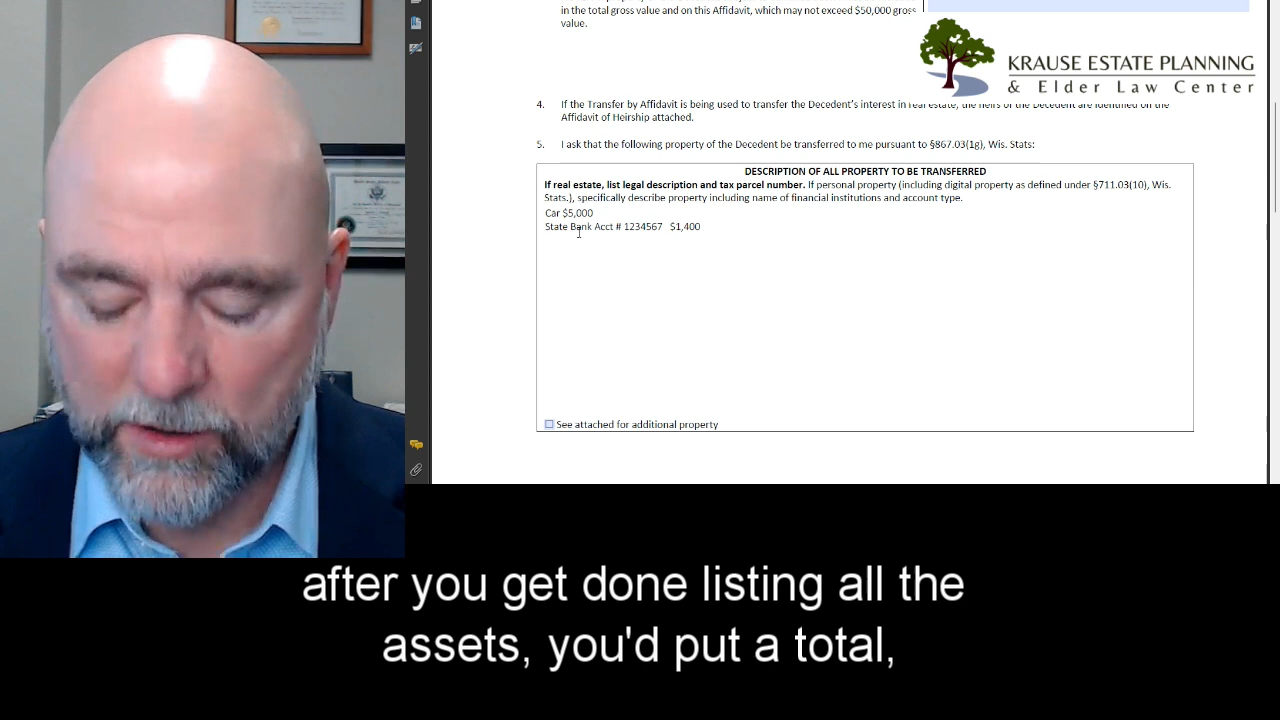 in the total gross value and on this Affidavit, which may not exceed $50,000 gross
value.
KRAUSE ESTATE PLANNING
& Elder Law Center
4. If the Transfer by Affidavit is being used to transfer the Decedent's interest in real estate, the heirs of the Decedent are identified on the
Affidavit of Heirship attached.
5. I ask that the following property of the Decedent be transferred to me pursuant to §867.03(1g), Wis. Stats:
DESCRIPTION OF ALL PROPERTY TO BE TRANSFERRED
If real estate, list legal description and tax parcel number. If personal property (including digital property as defined under §711.03(10), Wis.
Stats.), specifically describe property including name of financial institutions and account type.
Car $5,000
State Bank Acct # 1234567 $1,400
See attached for additional property
after you get done listing all the
assets, you'd put a total,